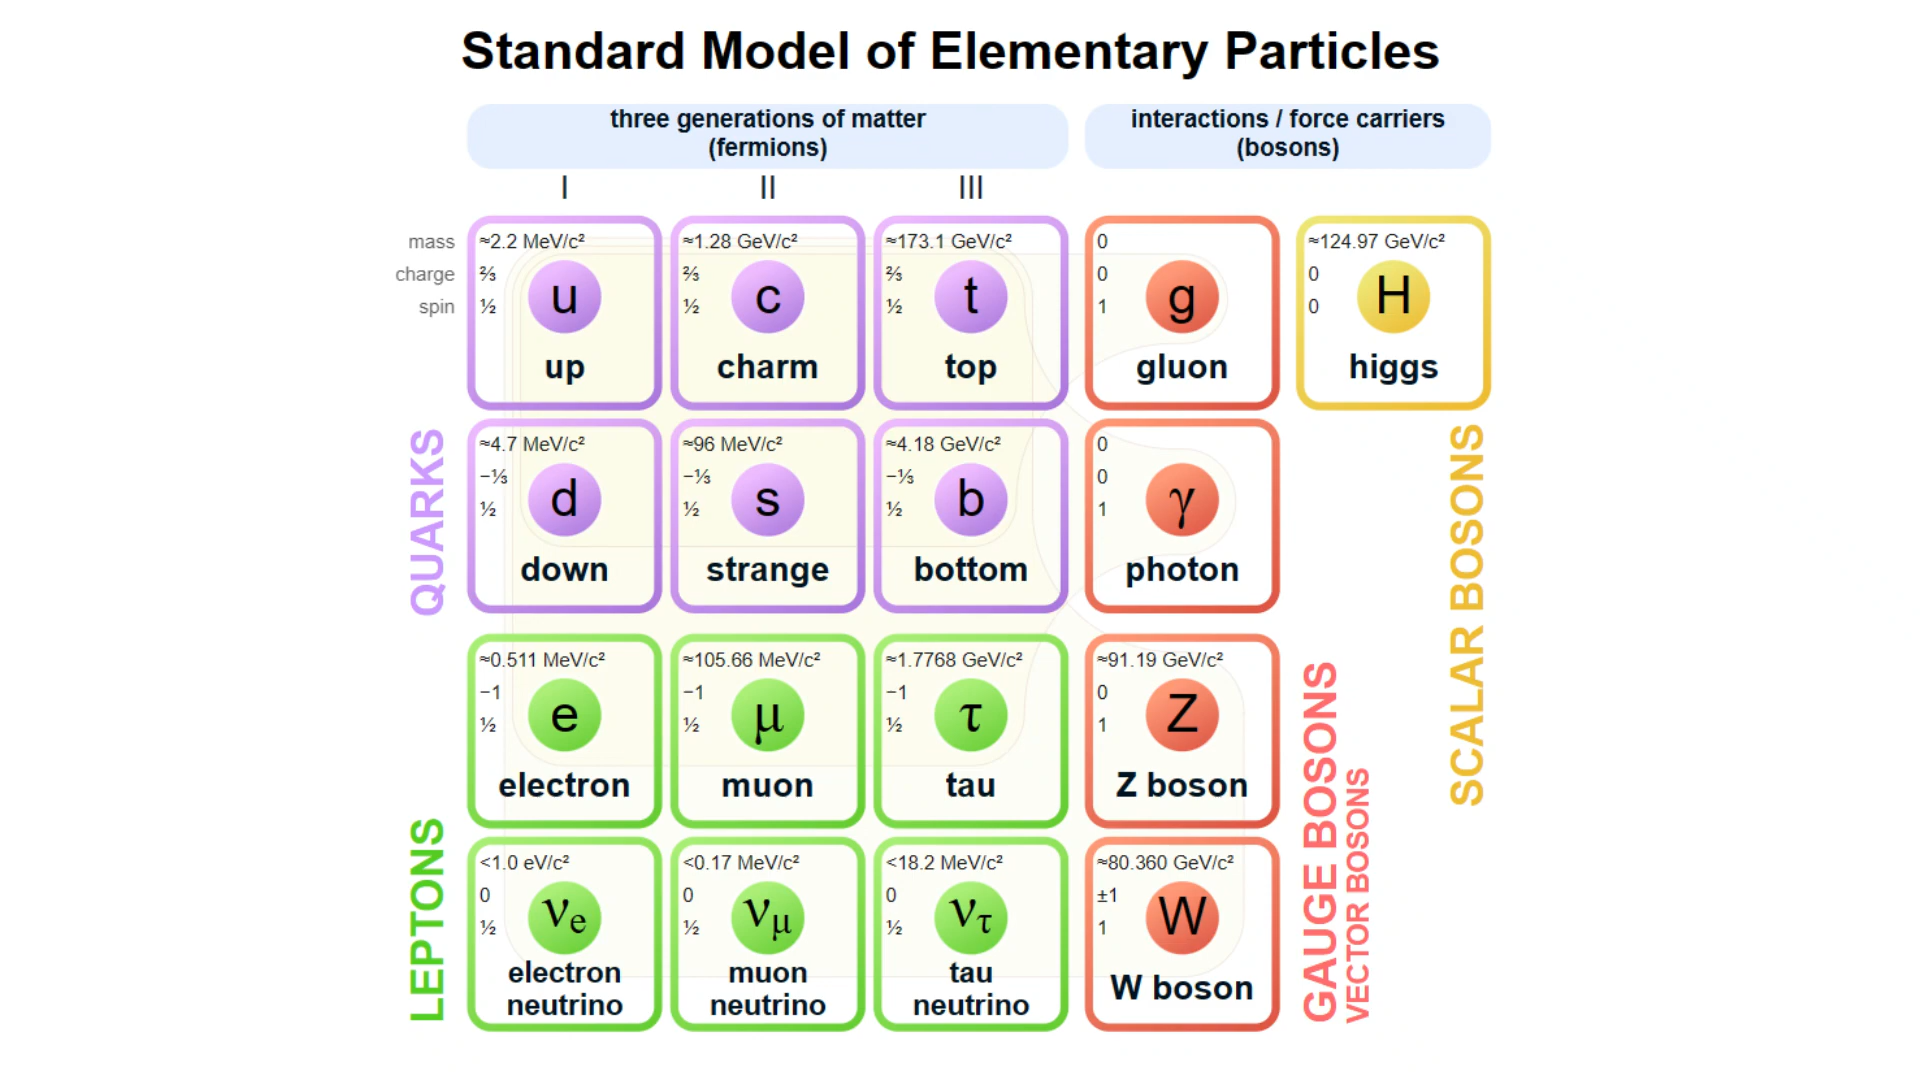 Standard Model of Elementary Particles
three generations of matter
(fermions)
interactions / force carriers
(bosons)
I
II
III
mass
charge
spin
≈2.2 MeV/c²
⅔
½
u
up
≈1.28 GeV/c²
⅔
½
c
charm
≈173.1 GeV/c²
⅔
½
t
top
0
0
1
g
gluon
≈124.97 GeV/c²
0
0
H
higgs
QUARKS
≈4.7 MeV/c²
−⅓
½
d
down
≈96 MeV/c²
−⅓
½
s
strange
≈4.18 GeV/c²
−⅓
½
b
bottom
0
0
1
γ
photon
SCALAR BOSONS
LEPTONS
≈0.511 MeV/c²
−1
½
e
electron
≈105.66 MeV/c²
−1
½
μ
muon
≈1.7768 GeV/c²
−1
½
τ
tau
≈91.19 GeV/c²
0
1
Z
Z boson
GAUGE BOSONS
VECTOR BOSONS
<1.0 eV/c²
0
½
νe
electron
neutrino
<0.17 MeV/c²
0
½
νμ
muon
neutrino
<18.2 MeV/c²
0
½
ντ
tau
neutrino
≈80.360 GeV/c²
±1
1
W
W boson